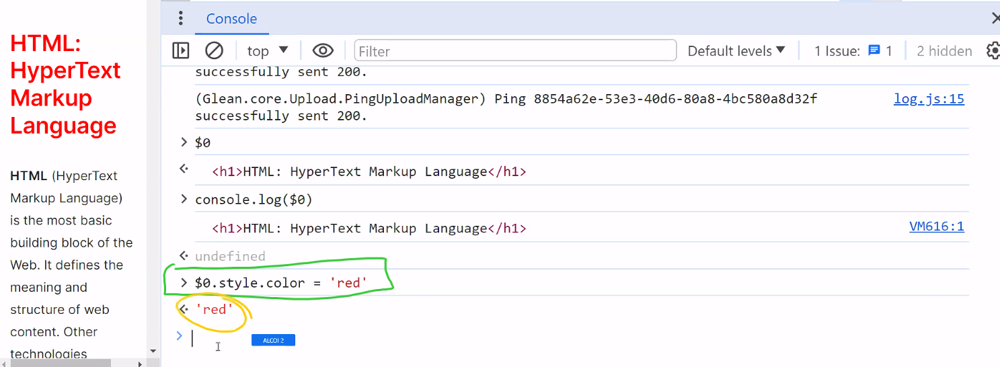 HTML:
HyperText
Markup
Language
HTML (HyperText
Markup Language)
is the most basic
building block of the
Web. It defines the
meaning and
structure of web
content. Other
technologies
Console
top
Filter
Default levels
1 Issue: 1
2 hidden
successfully sent 200.
(Glean.core.Upload.PingUploadManager) Ping 8854a62e-53e3-40d6-80a8-4bc580a8d32f log.js:15
successfully sent 200.
> $0
<h1>HTML: HyperText Markup Language</h1>
> console.log($0)
<h1>HTML: HyperText Markup Language</h1> VM616:1
undefined
> $0.style.color = 'red'
'red'
>
ALCOI 2